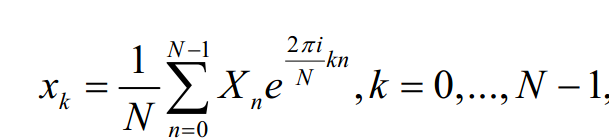 x_k = \frac{1}{N} \sum_{n=0}^{N-1} X_n e^{\frac{2\pi i}{N} kn}, k = 0,..., N − 1,